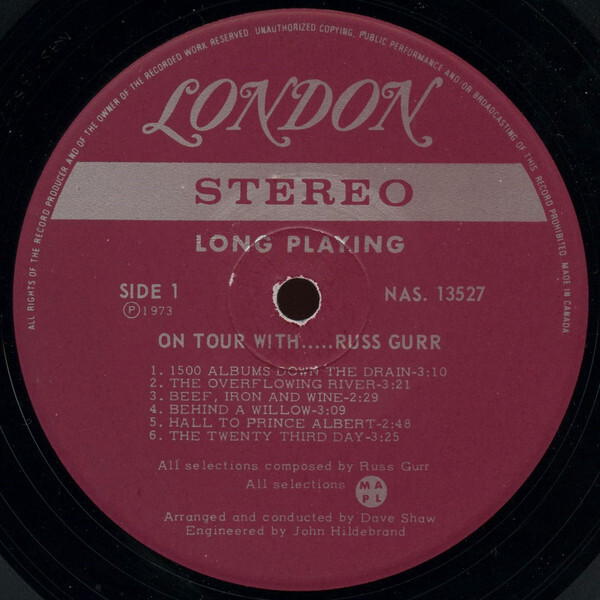 ALL RIGHTS OF THE RECORD PRODUCER AND OF THE OWNER OF THE RECORDED WORK RESERVED. UNAUTHORIZED COPYING, PUBLIC PERFORMANCE AND/OR BROADCASTING OF THIS RECORD PROHIBITED. MADE IN CANADA
LONDON
STEREO
LONG PLAYING
SIDE 1
NAS. 13527
Ⓟ1973
ON TOUR WITH.....RUSS GURR
1. 1500 ALBUMS DOWN THE DRAIN-3:10
2. THE OVERFLOWING RIVER-3:21
3. BEEF, IRON AND WINE-2:29
4. BEHIND A WILLOW-3:09
5. HALL TO PRINCE ALBERT-2:48
6. THE TWENTY THIRD DAY-3:25
All selections composed by Russ Gurr
All selections MAPL
Arranged and conducted by Dave Shaw
Engineered by John Hildebrand